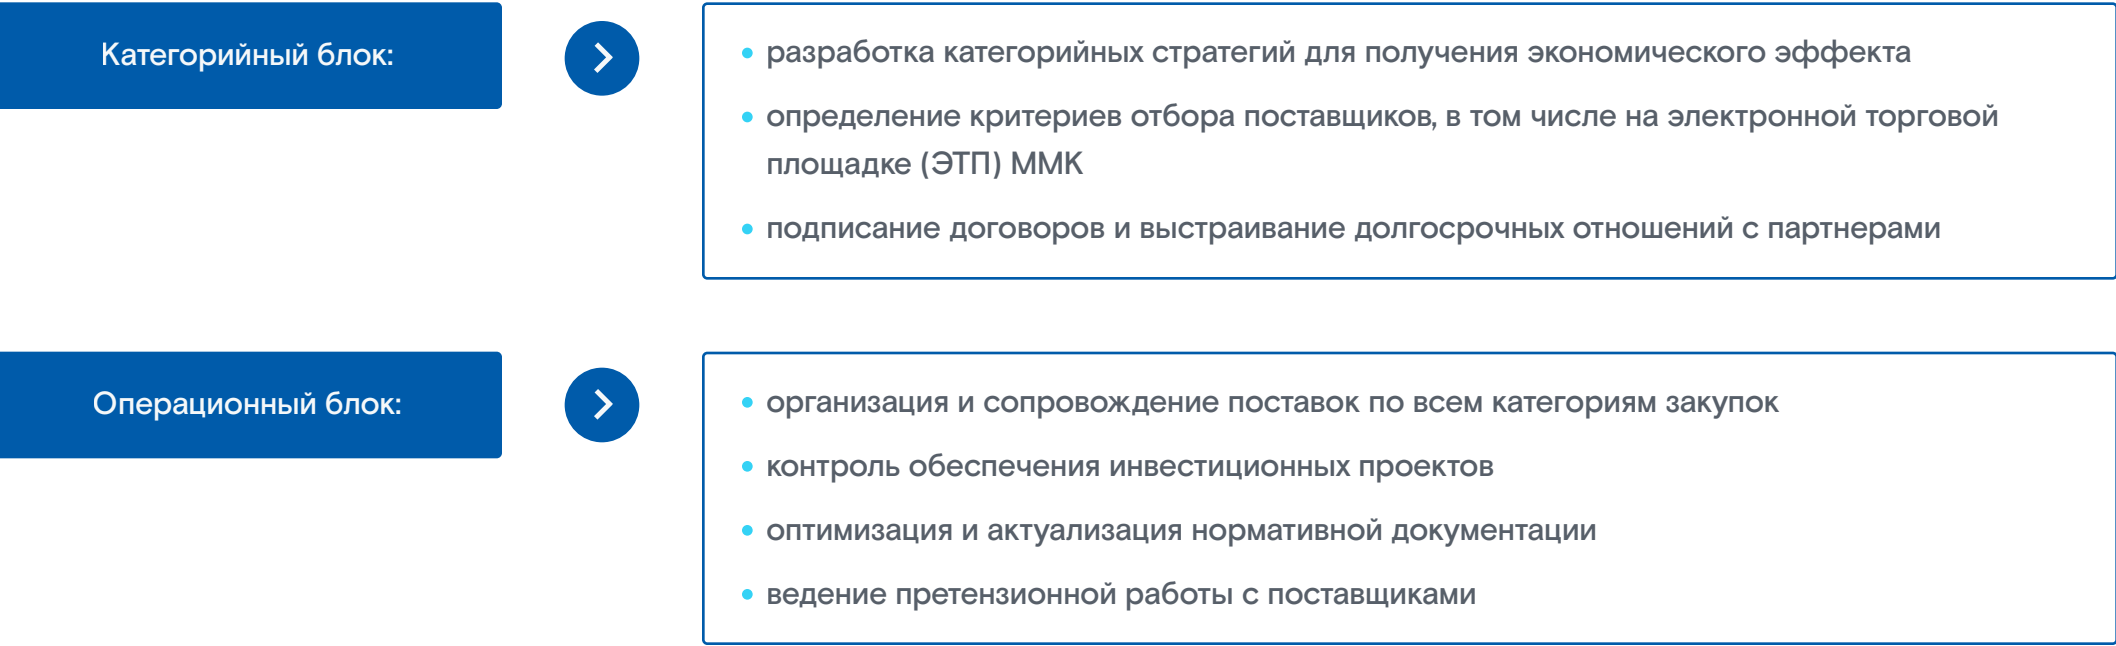 Категорийный блок:
разработка категорийных стратегий для получения экономического эффекта
определение критериев отбора поставщиков, в том числе на электронной торговой
площадке (ЭТП) ММК
подписание договоров и выстраивание долгосрочных отношений с партнерами
Операционный блок:
организация и сопровождение поставок по всем категориям закупок
контроль обеспечения инвестиционных проектов
оптимизация и актуализация нормативной документации
ведение претензионной работы с поставщиками